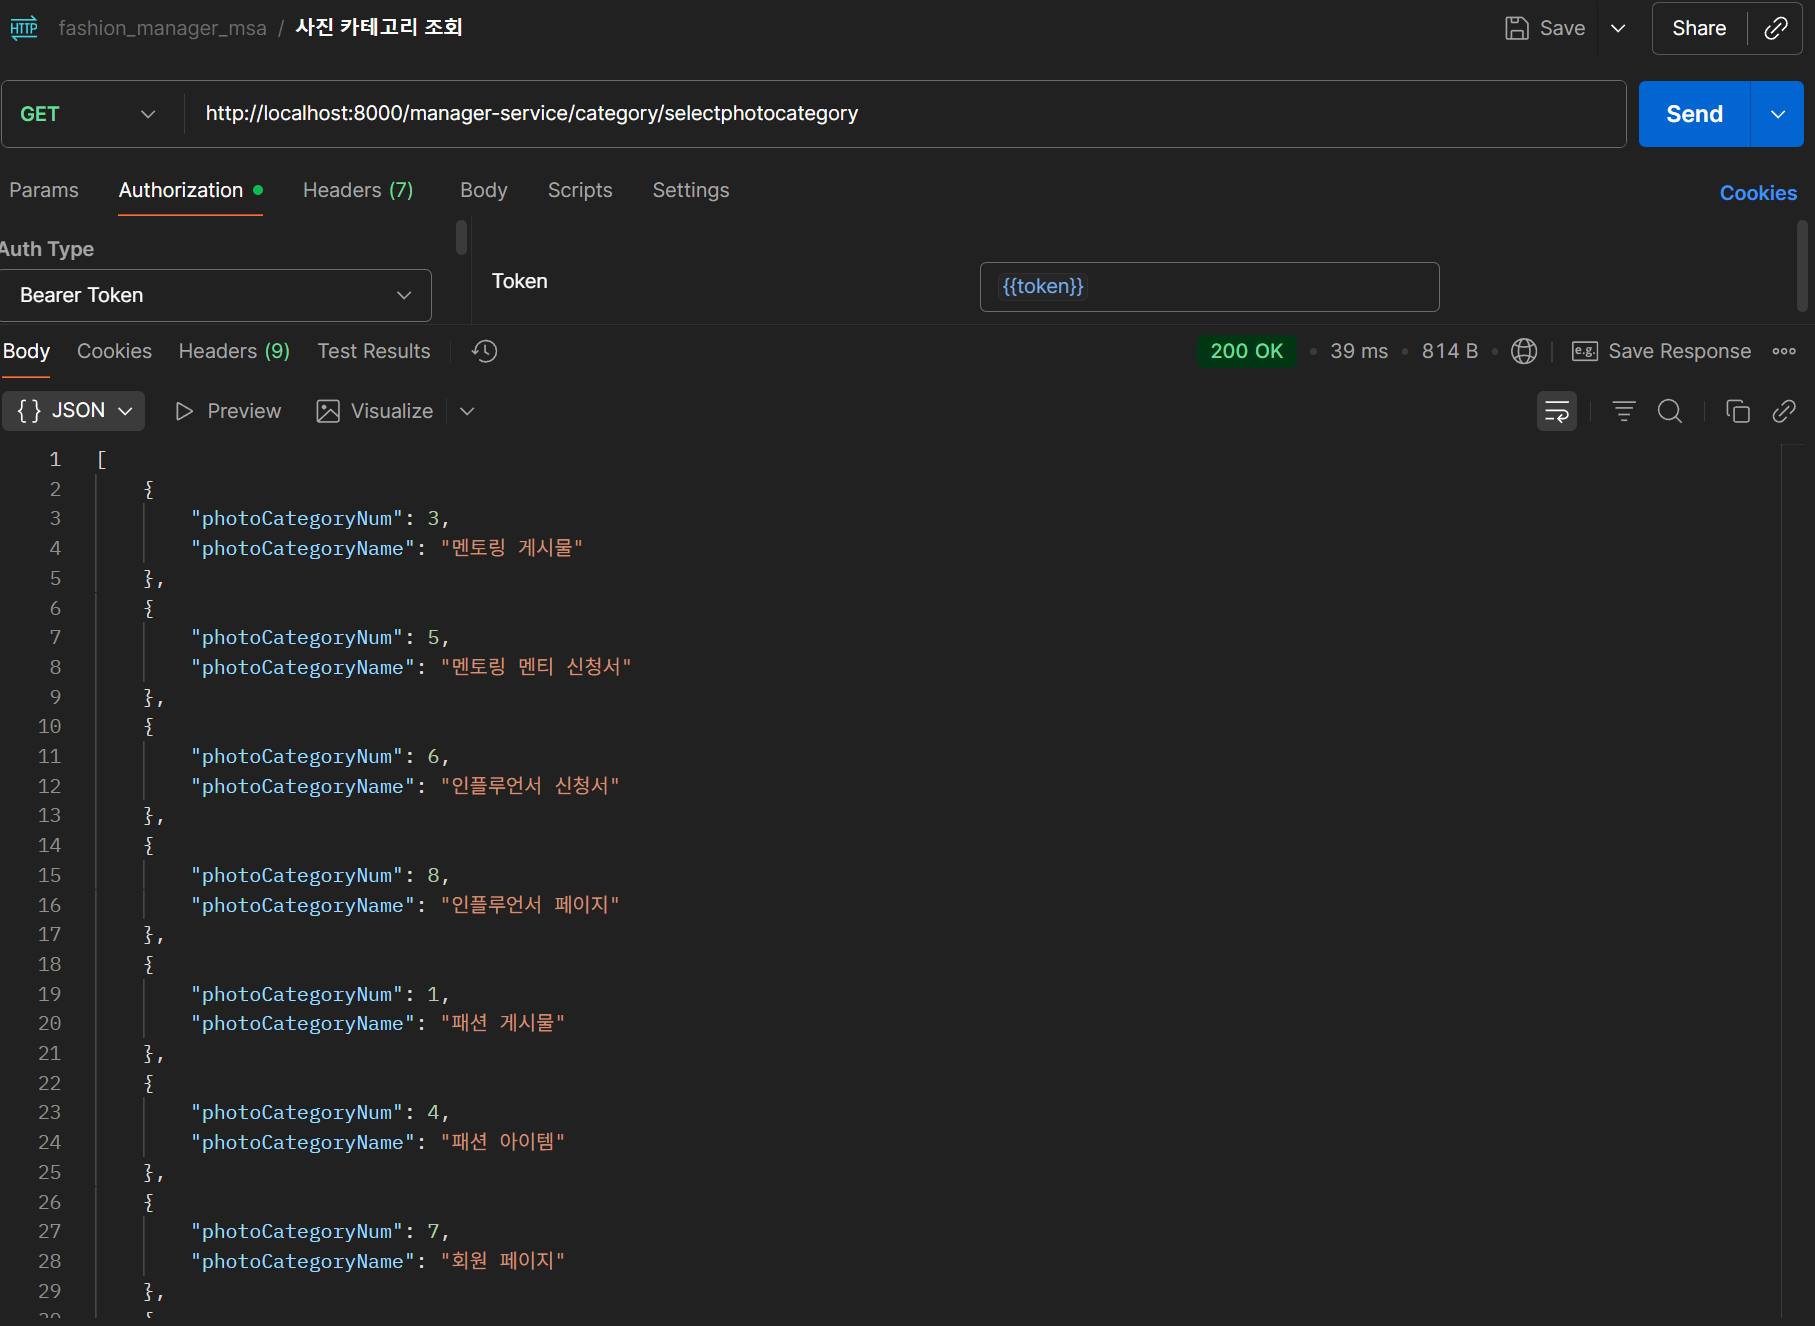 HTTP fashion_manager_msa / 사진 카테고리 조회 Save Share
GET http://localhost:8000/manager-service/category/selectphotocategory Send
Params Authorization Headers (7) Body Scripts Settings Cookies
Auth Type
Bearer Token
Token {{token}}
Body Cookies Headers (9) Test Results 200 OK • 39 ms • 814 B • e.g. Save Response
{} JSON Preview Visualize
1 [
2 {
3 "photoCategoryNum": 3,
4 "photoCategoryName": "멘토링 게시물"
5 },
6 {
7 "photoCategoryNum": 5,
8 "photoCategoryName": "멘토링 멘티 신청서"
9 },
10 {
11 "photoCategoryNum": 6,
12 "photoCategoryName": "인플루언서 신청서"
13 },
14 {
15 "photoCategoryNum": 8,
16 "photoCategoryName": "인플루언서 페이지"
17 },
18 {
19 "photoCategoryNum": 1,
20 "photoCategoryName": "패션 게시물"
21 },
22 {
23 "photoCategoryNum": 4,
24 "photoCategoryName": "패션 아이템"
25 },
26 {
27 "photoCategoryNum": 7,
28 "photoCategoryName": "회원 페이지"
29 },
30 {